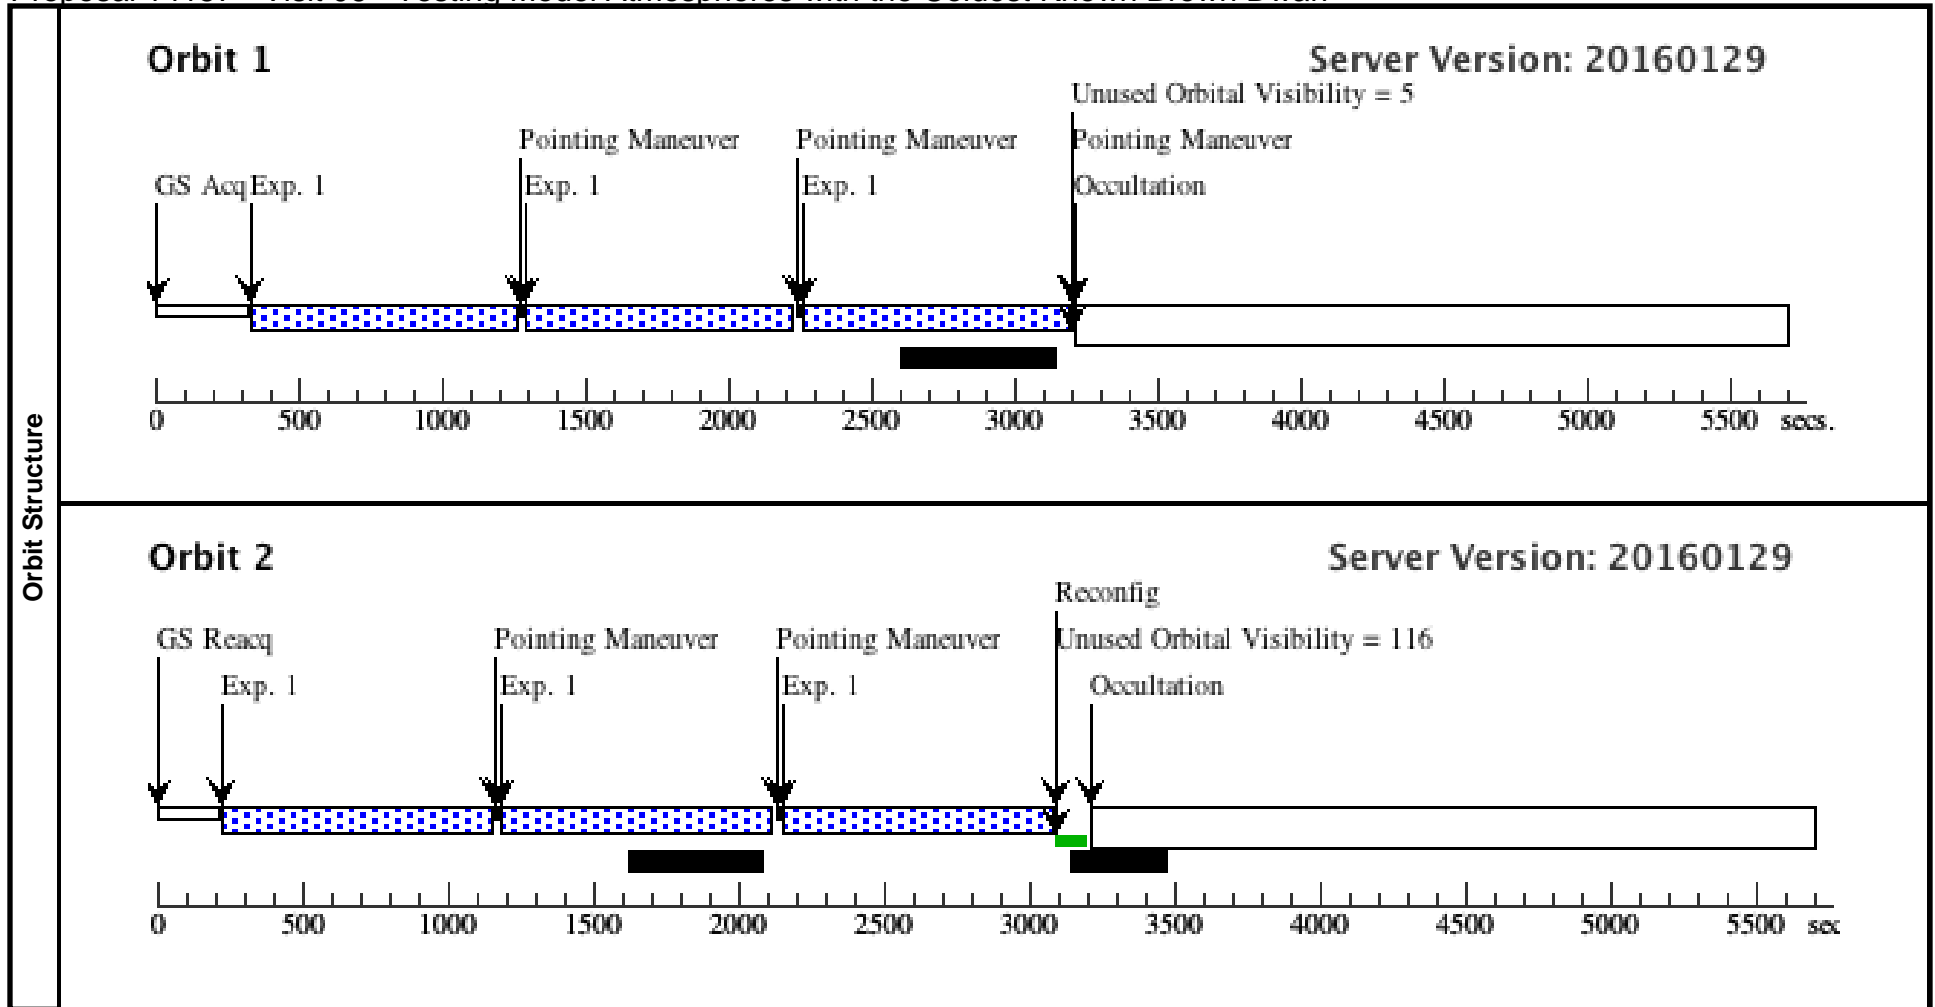 Orbit Structure
Orbit 1
Server Version: 20160129
Unused Orbital Visibility = 5
Pointing Maneuver Pointing Maneuver Pointing Maneuver
GS Acq Exp. 1 Exp. 1 Exp. 1 Occultation
0 500 1000 1500 2000 2500 3000 3500 4000 4500 5000 5500 secs.
Orbit 2
Server Version: 20160129
Reconfig
GS Reacq Pointing Maneuver Pointing Maneuver Unused Orbital Visibility = 116
Exp. 1 Exp. 1 Exp. 1 Occultation
0 500 1000 1500 2000 2500 3000 3500 4000 4500 5000 5500 sec